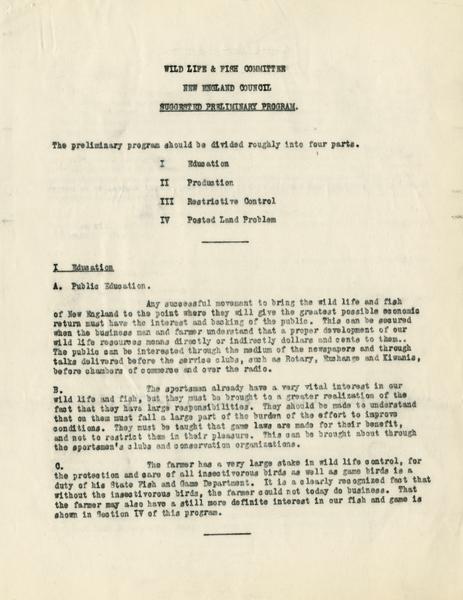 WILD LIFE & FISH COMMITTEE
NEW ENGLAND COUNCIL
SUGGESTED PRELIMINARY PROGRAM.
The preliminary program should be divided roughly into four parts.
I Education
II Production
III Restrictive Control
IV Posted Land Problem
I Education
A. Public Education.
Any successful movement to bring the wild life and fish
of New England to the point where they will give the greatest possible economic
return must have the interest and backing of the public. This can be secured
when the business man and farmer understand that a proper development of our
wild life resources means directly or indirectly dollars and cents to them.
The public can be interested through the medium of the newspapers and through
talks delivered before the service clubs, such as Rotary, Exchange and Kiwanis,
before chambers of commerce and over the radio.
B. The sportsmen already have a very vital interest in our
wild life and fish, but they must be brought to a greater realization of the
fact that they have large responsibilities. They should be made to understand
that on them must fall a large part of the burden of the effort to improve
conditions. They must be taught that game laws are made for their benefit,
and not to restrict them in their pleasure. This can be brought about through
the sportsmen's clubs and conservation organizations.
C. The farmer has a very large stake in wild life control, for
the protection and care of all insectivorous birds as well as game birds is a
duty of his State Fish and Game Department. It is a clearly recognized fact that
without the insectivorous birds, the farmer could not today do business. That
the farmer may also have a still more definite interest in our fish and game is
shown in Section IV of this program.